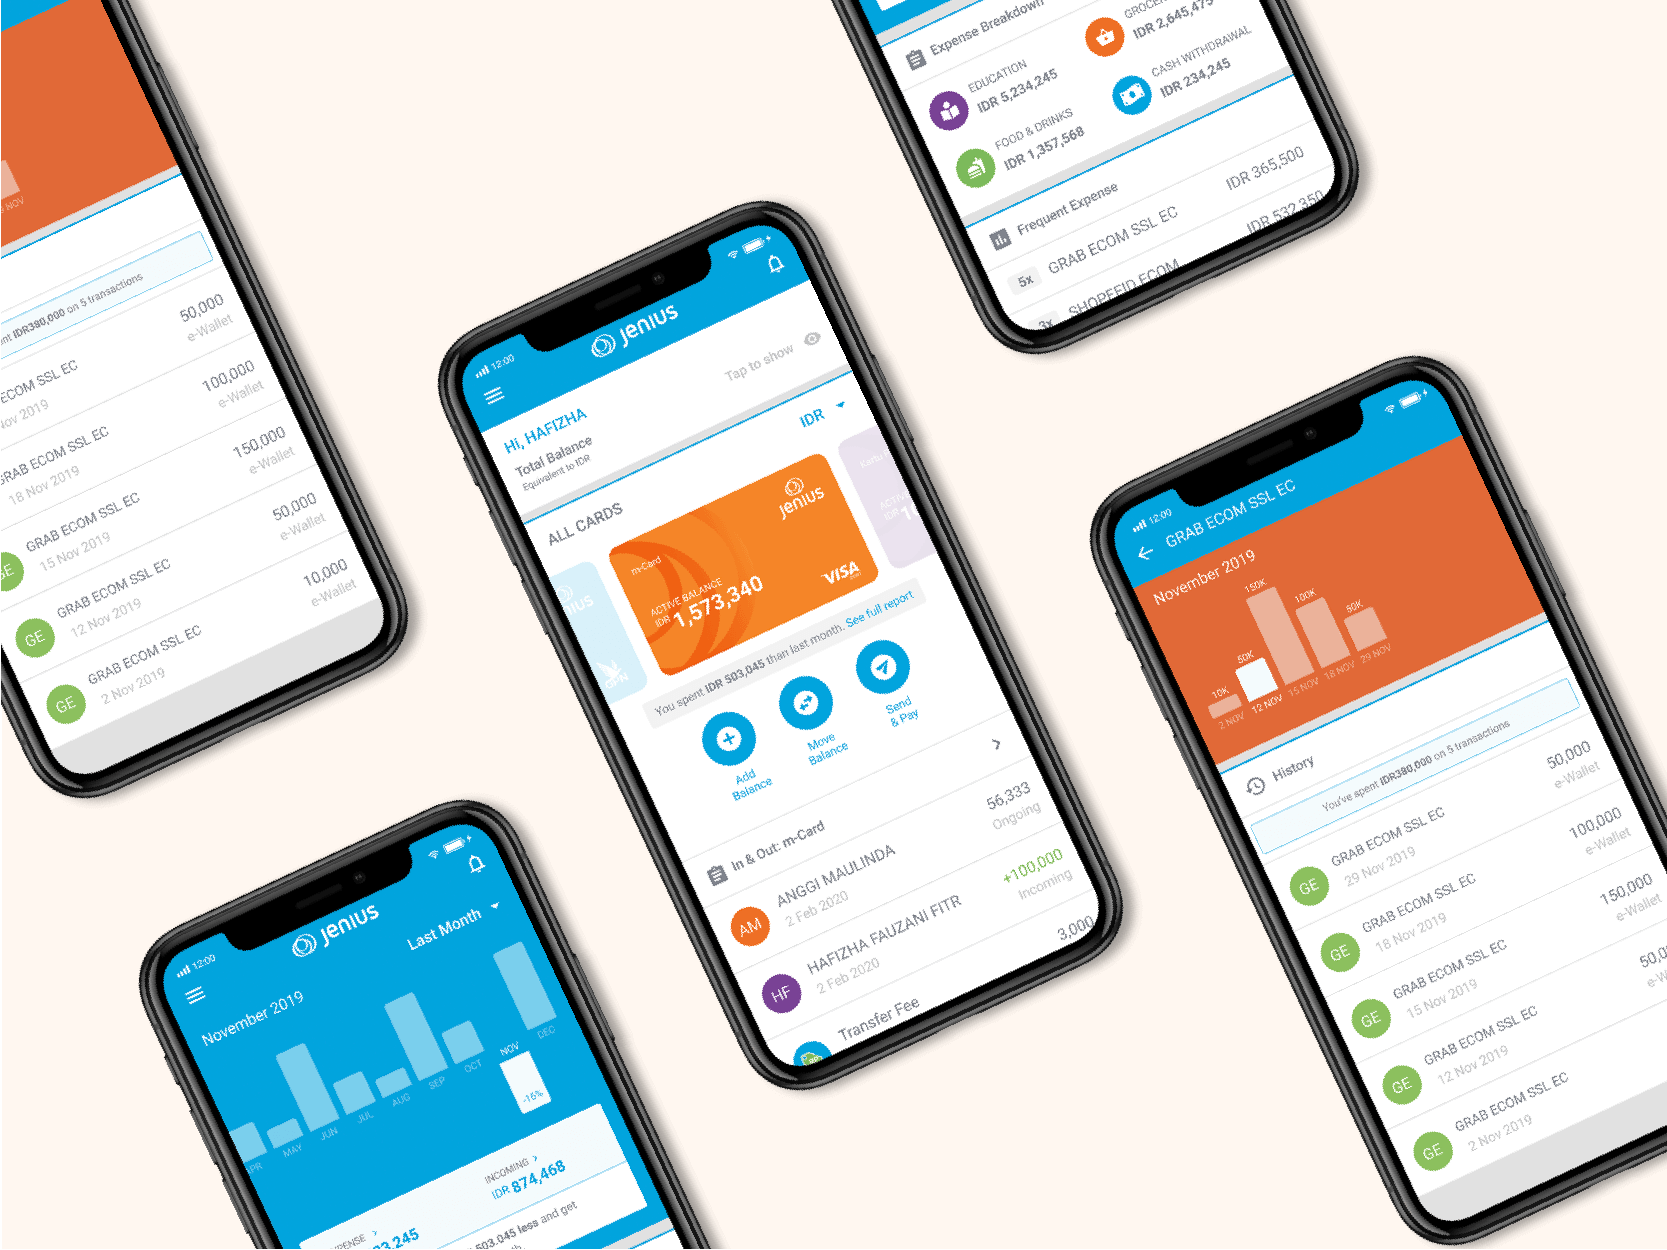 NOV
IDR380,000 on 5 transactions
50,000
e-Wallet
ECOM SSL EC
Nov 2019
100,000
e-Wallet
GRAB ECOM SSL EC
18 Nov 2019
150,000
e-Wallet
GRAB ECOM SSL EC
15 Nov 2019
GE
50,000
e-Wallet
GRAB ECOM SSL EC
12 Nov 2019
GE
10,000
e-Wallet
GRAB ECOM SSL EC
2 Nov 2019
GE
12:00
Jenius
Last Month
November 2019
MAY
JUN
JUL
AUG
SEP
OCT
NOV
DEC
-16%
INCOMING >
IDR 874,468
503.045 less and get
12:00
Jenius
Hi, HAFIZHA
Tap to show
Total Balance
Equivalent to IDR
IDR
ALL CARDS
Jenius
m-Card
ACTIVE BALANCE
IDR 1,573,340
VISA
GPN
You spent IDR 503,045 than last month. See full report
Add
Balance
Move
Balance
Send
& Pay
In & Out: m-Card
AM
ANGGI MAULINDA
2 Feb 2020
56,333
Ongoing
HF
HAFIZHA FAUZANI FITR
2 Feb 2020
+100,000
Incoming
3,000
Transfer Fee
Expense Breakdown
EDUCATION
IDR 5,234,245
IDR 2,645,475
FOOD & DRINKS
IDR 1,357,568
CASH WITHDRAWAL
IDR 234,245
Frequent Expense
5x
GRAB ECOM SSL EC
IDR 365,500
3x
SHOPEEID ECOM
IDR 532,350
12:00
GRAB ECOM SSL EC
November 2019
10K
50K
150K
100K
50K
2 NOV
12 NOV
15 NOV
18 NOV
29 NOV
History
You've spent IDR380,000 on 5 transactions
GE
GRAB ECOM SSL EC
29 Nov 2019
50,000
e-Wallet
GE
GRAB ECOM SSL EC
18 Nov 2019
100,000
e-Wallet
GE
GRAB ECOM SSL EC
15 Nov 2019
150,000
e-Wallet
GE
GRAB ECOM SSL EC
12 Nov 2019
GE
GRAB ECOM SSL EC
2 Nov 2019